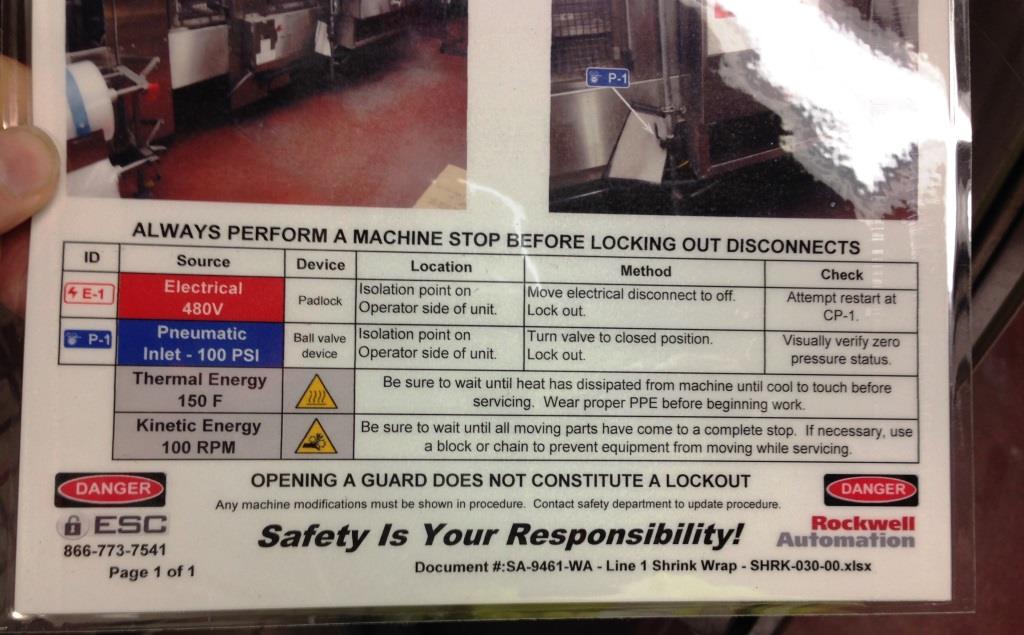 P-1
ALWAYS PERFORM A MACHINE STOP BEFORE LOCKING OUT DISCONNECTS
ID Source Device Location Method Check
E-1 Electrical 480V Padlock Isolation point on Operator side of unit. Move electrical disconnect to off. Lock out. Attempt restart at CP-1.
P-1 Pneumatic Inlet - 100 PSI Ball valve device Isolation point on Operator side of unit. Turn valve to closed position. Lock out. Visually verify zero pressure status.
Thermal Energy 150 F Be sure to wait until heat has dissipated from machine until cool to touch before servicing. Wear proper PPE before beginning work.
Kinetic Energy 100 RPM Be sure to wait until all moving parts have come to a complete stop. If necessary, use a block or chain to prevent equipment from moving while servicing.
DANGER OPENING A GUARD DOES NOT CONSTITUTE A LOCKOUT DANGER
Any machine modifications must be shown in procedure. Contact safety department to update procedure.
ESC
866-773-7541
Safety Is Your Responsibility!
Rockwell
Automation
Page 1 of 1
Document #:SA-9461-WA - Line 1 Shrink Wrap - SHRK-030-00.xlsx